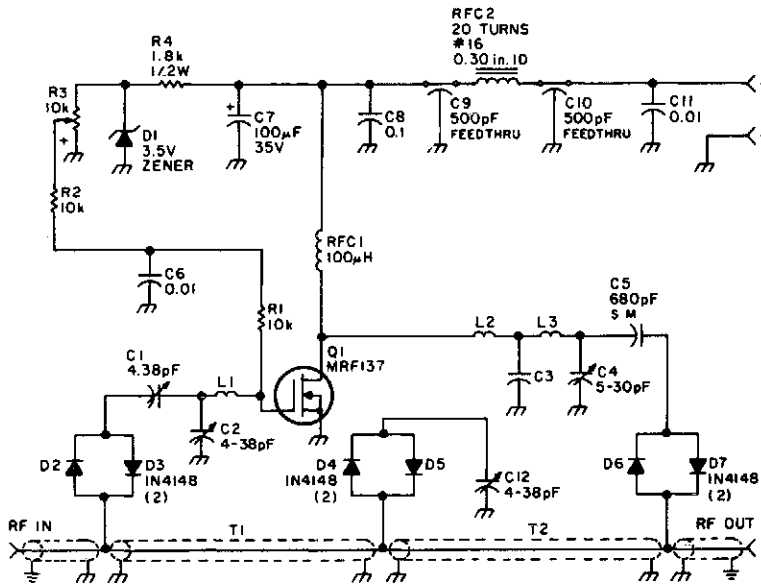 RFC2
20 TURNS
#16
0.30 in. ID
R4
1.8k
1/2W
R3
10k
+
D1
3.5V
ZENER
+
C7
100µF
35V
C8
0.1
C9
500pF
FEEDTHRU
C10
500pF
FEEDTHRU
C11
0.01
R2
10k
C6
0.01
R1
10k
RFC1
100µH
Q1
MRF137
C1
4.38pF
L1
C2
4-38pF
L2
L3
C3
C5
680pF
S M
C4
5-30pF
D2
D3
1N4148
(2)
D4
1N4148
(2)
D5
C12
4-38pF
D6
D7
1N4148
(2)
RF IN
T1
T2
RF OUT